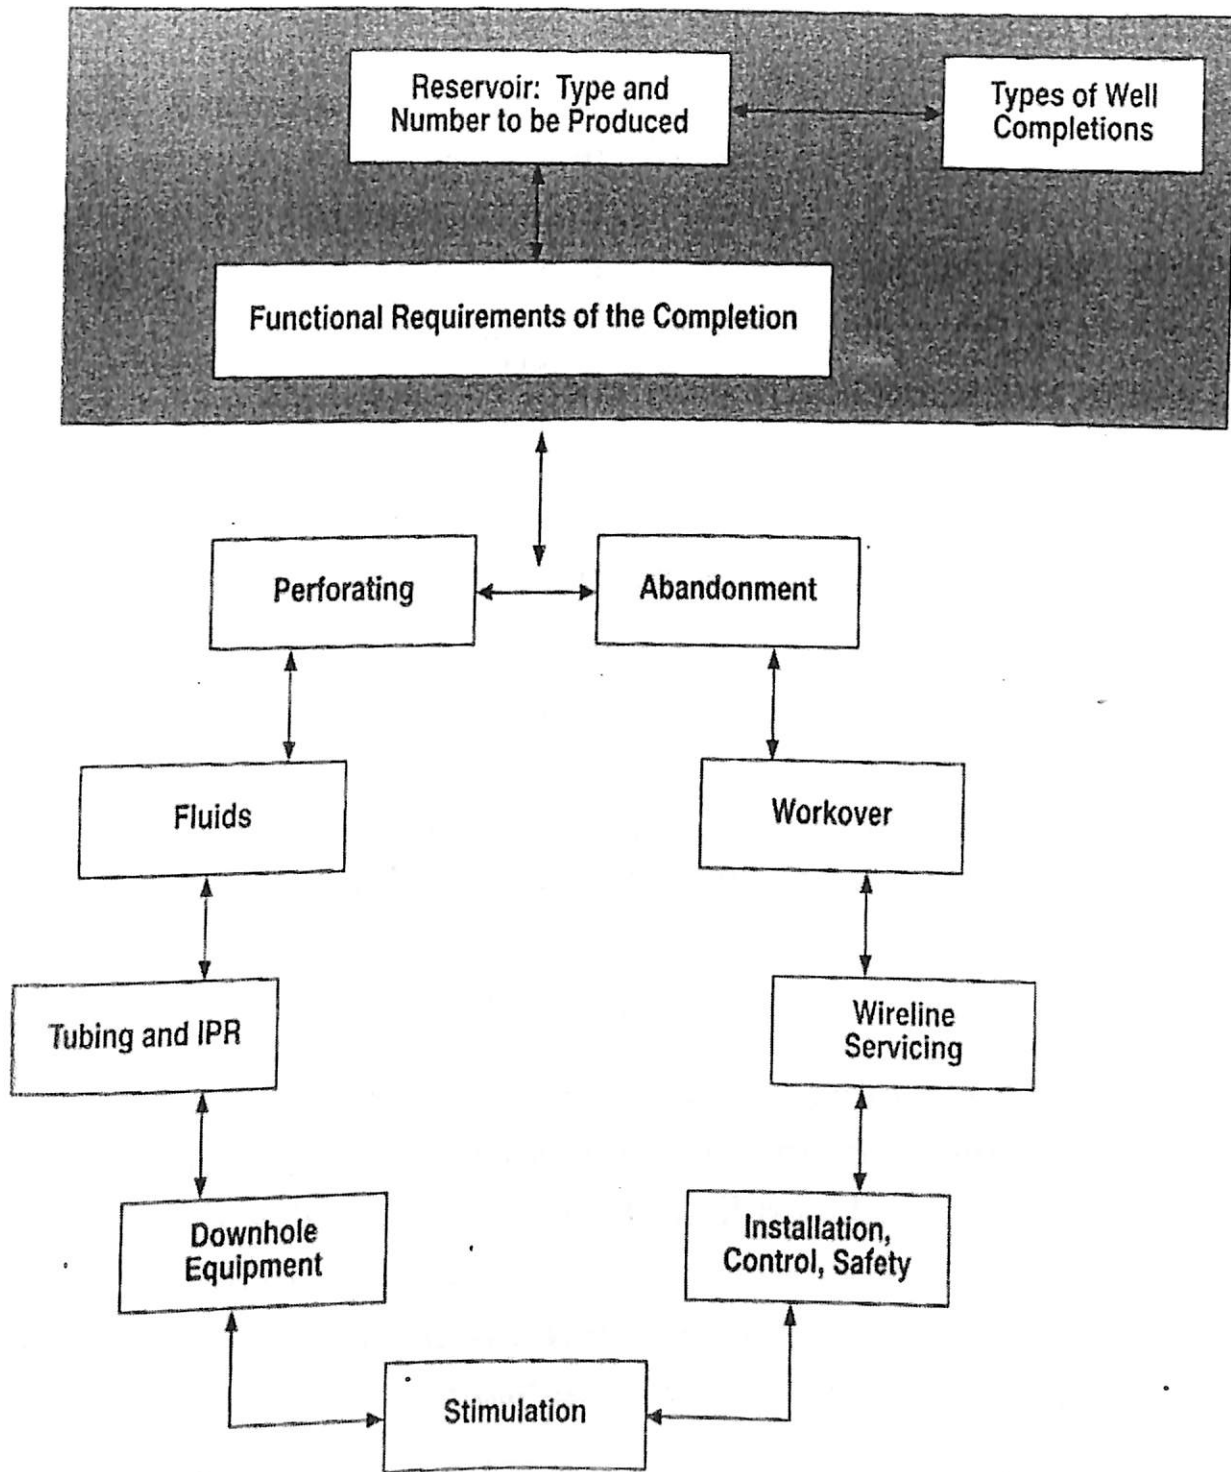 Reservoir: Type and
Number to be Produced
Types of Well
Completions
Functional Requirements of the Completion
Perforating
Abandonment
Fluids
Workover
Tubing and IPR
Wireline
Servicing
Downhole
Equipment
Installation,
Control, Safety
Stimulation